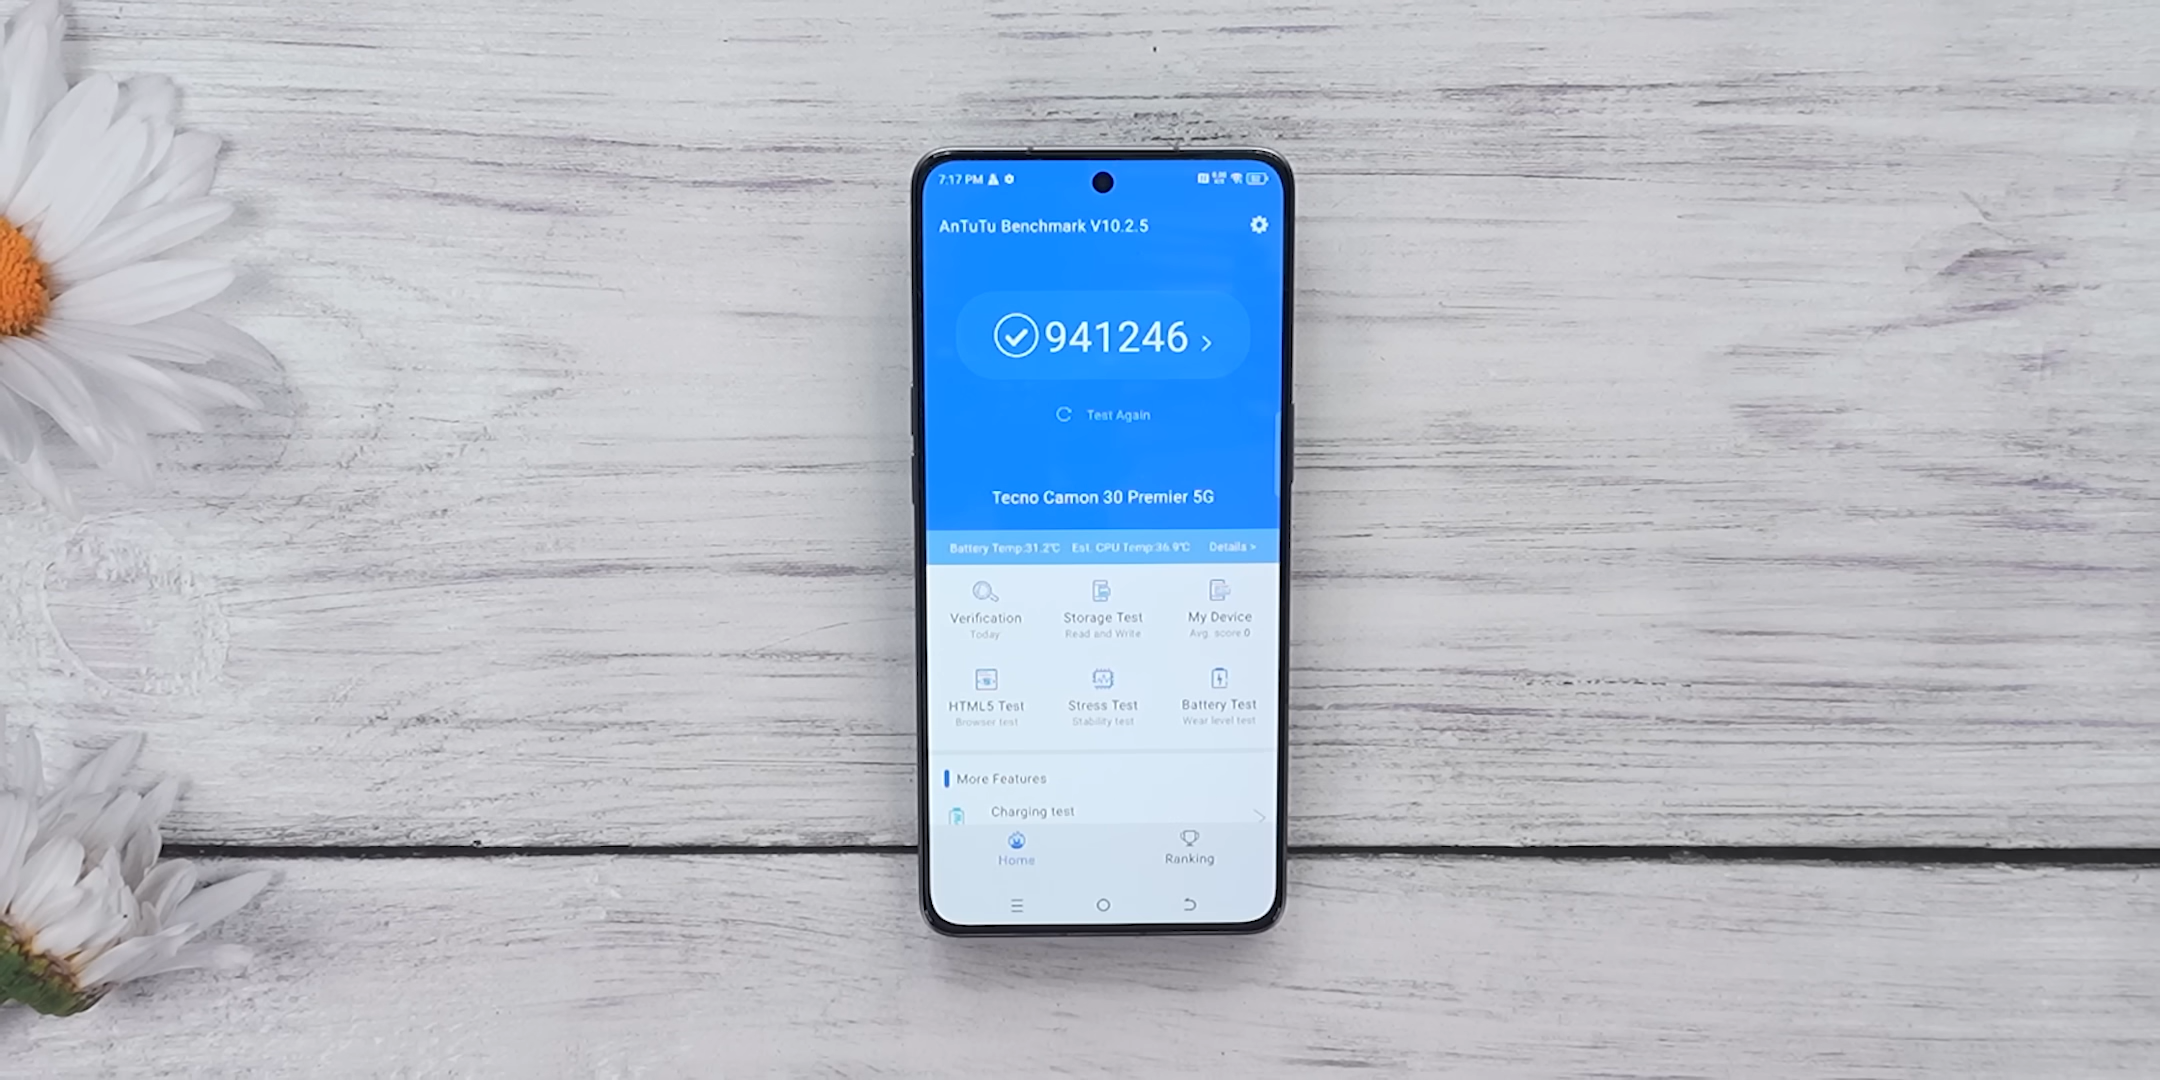 7:17 PM
AnTuTu Benchmark V10.2.5
941246 >
Test Again
Tecno Camon 30 Premier 5G
Battery Temp:31.2℃ Est. CPU Temp:36.9℃ Details >
Verification Storage Test My Device
Today Read and Write Avg. score 0
HTML5 Test Stress Test Battery Test
Browser test Stability test Wear level test
More Features
Charging test
Home Ranking